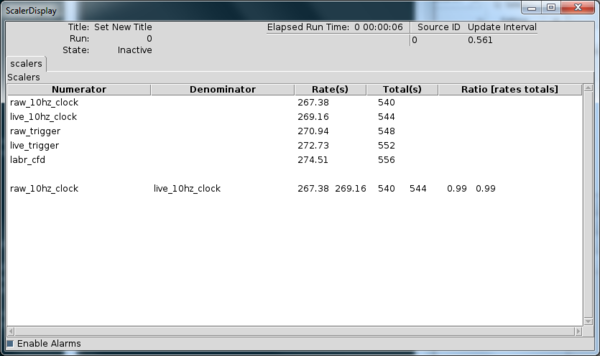 ScalerDisplay
Title: Set New Title Elapsed Run Time: 0 00:00:06 Source ID Update Interval
Run: 0 0 0.561
State: Inactive
scalers
Scalers
Numerator Denominator Rate(s) Total(s) Ratio [rates totals]
raw_10hz_clock 267.38 540
live_10hz_clock 269.16 544
raw_trigger 270.94 548
live_trigger 272.73 552
labr_cfd 274.51 556
raw_10hz_clock live_10hz_clock 267.38 269.16 540 544 0.99 0.99
Enable Alarms